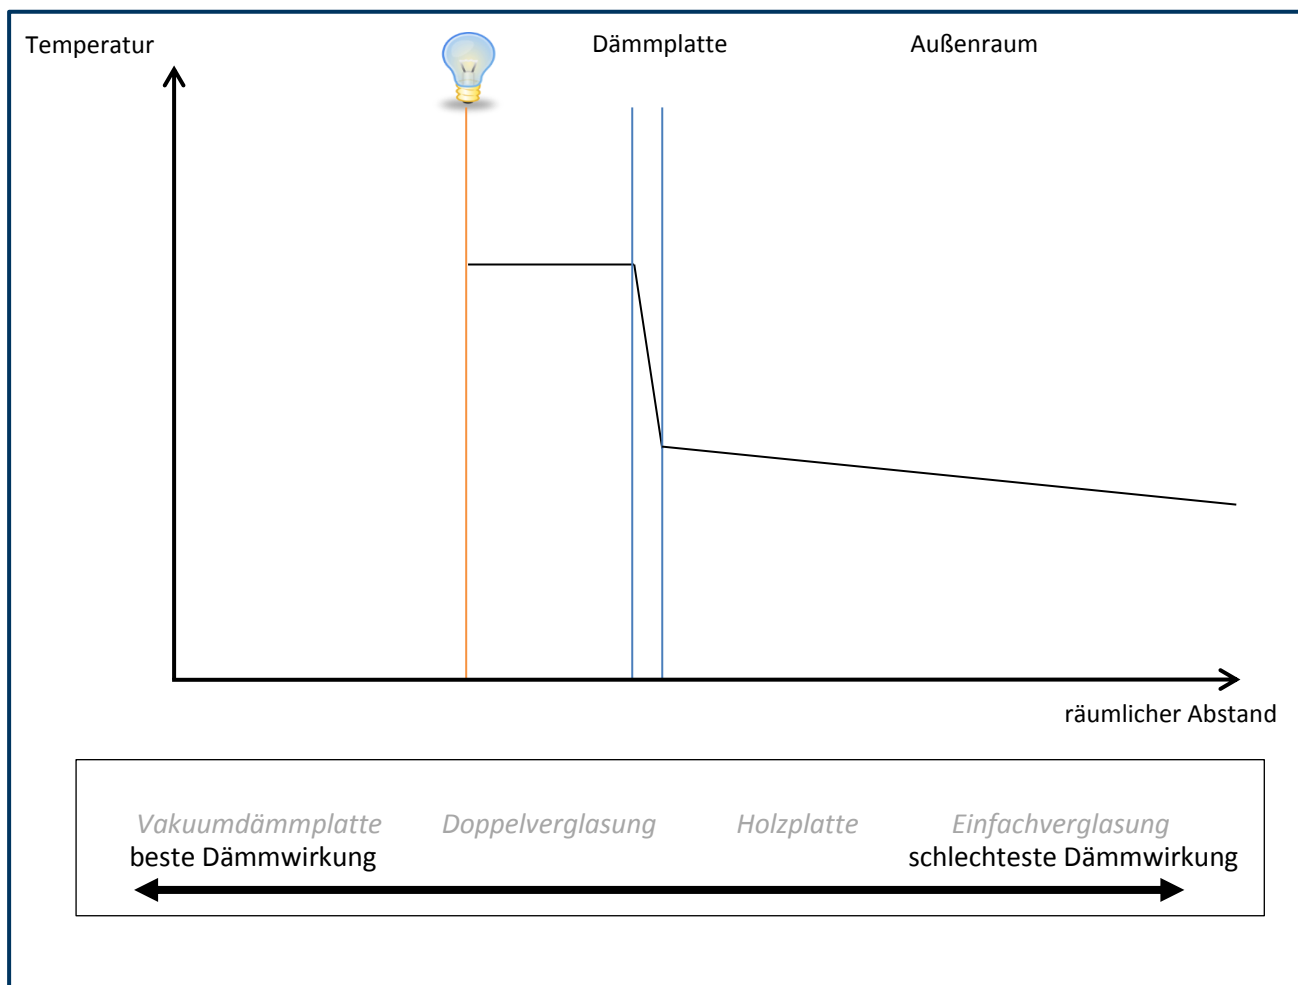 Temperatur
Dämmplatte
Außenraum
räumlicher Abstand
Vakuumdämmplatte Doppelverglasung Holzplatte Einfachverglasung
beste Dämmwirkung schlechteste Dämmwirkung